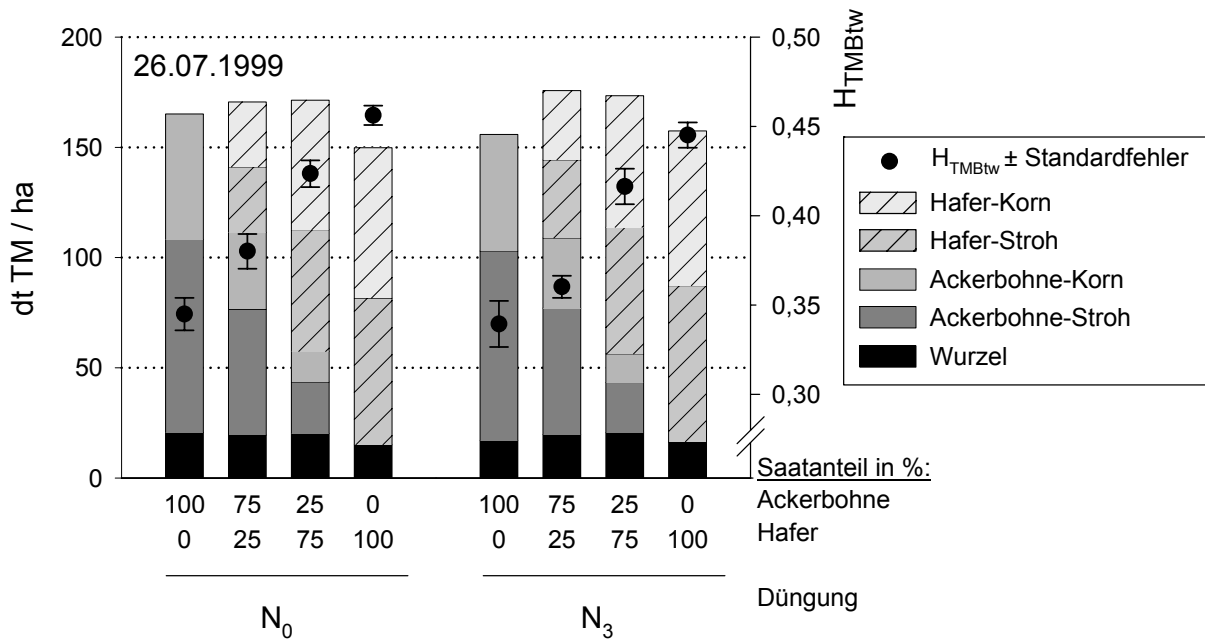 26.07.1999
dt TM / ha
200
150
100
50
0
0,50
0,45
0,40
0,35
0,30
H_TMBtw
H_TMBtw ± Standardfehler
Hafer-Korn
Hafer-Stroh
Ackerbohne-Korn
Ackerbohne-Stroh
Wurzel
Saatanteil in %:
100 75 25 0 100 75 25 0 Ackerbohne
0 25 75 100 0 25 75 100 Hafer
Düngung
N₀ N₃